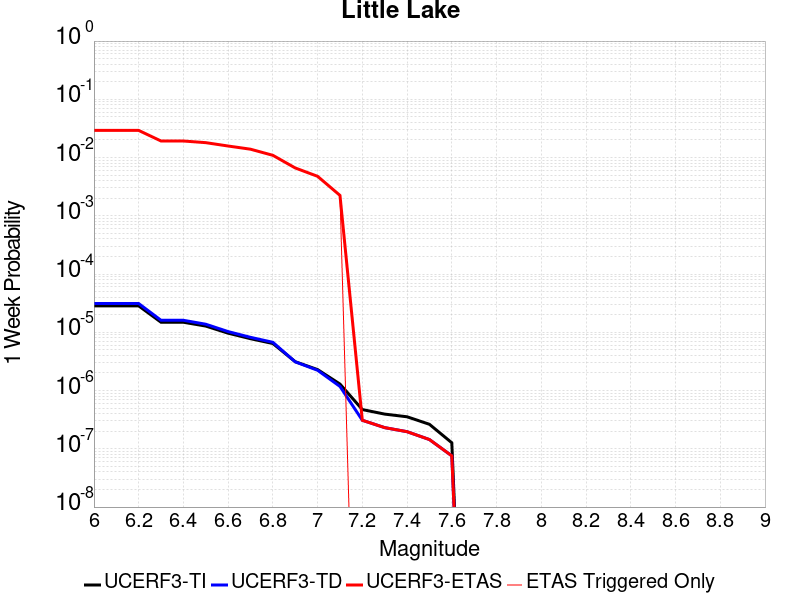 Little Lake
10^0
10^-1
10^-2
10^-3
10^-4
10^-5
10^-6
10^-7
10^-8
1 Week Probability
6 6.2 6.4 6.6 6.8 7 7.2 7.4 7.6 7.8 8 8.2 8.4 8.6 8.8 9
Magnitude
UCERF3-TI UCERF3-TD UCERF3-ETAS ETAS Triggered Only